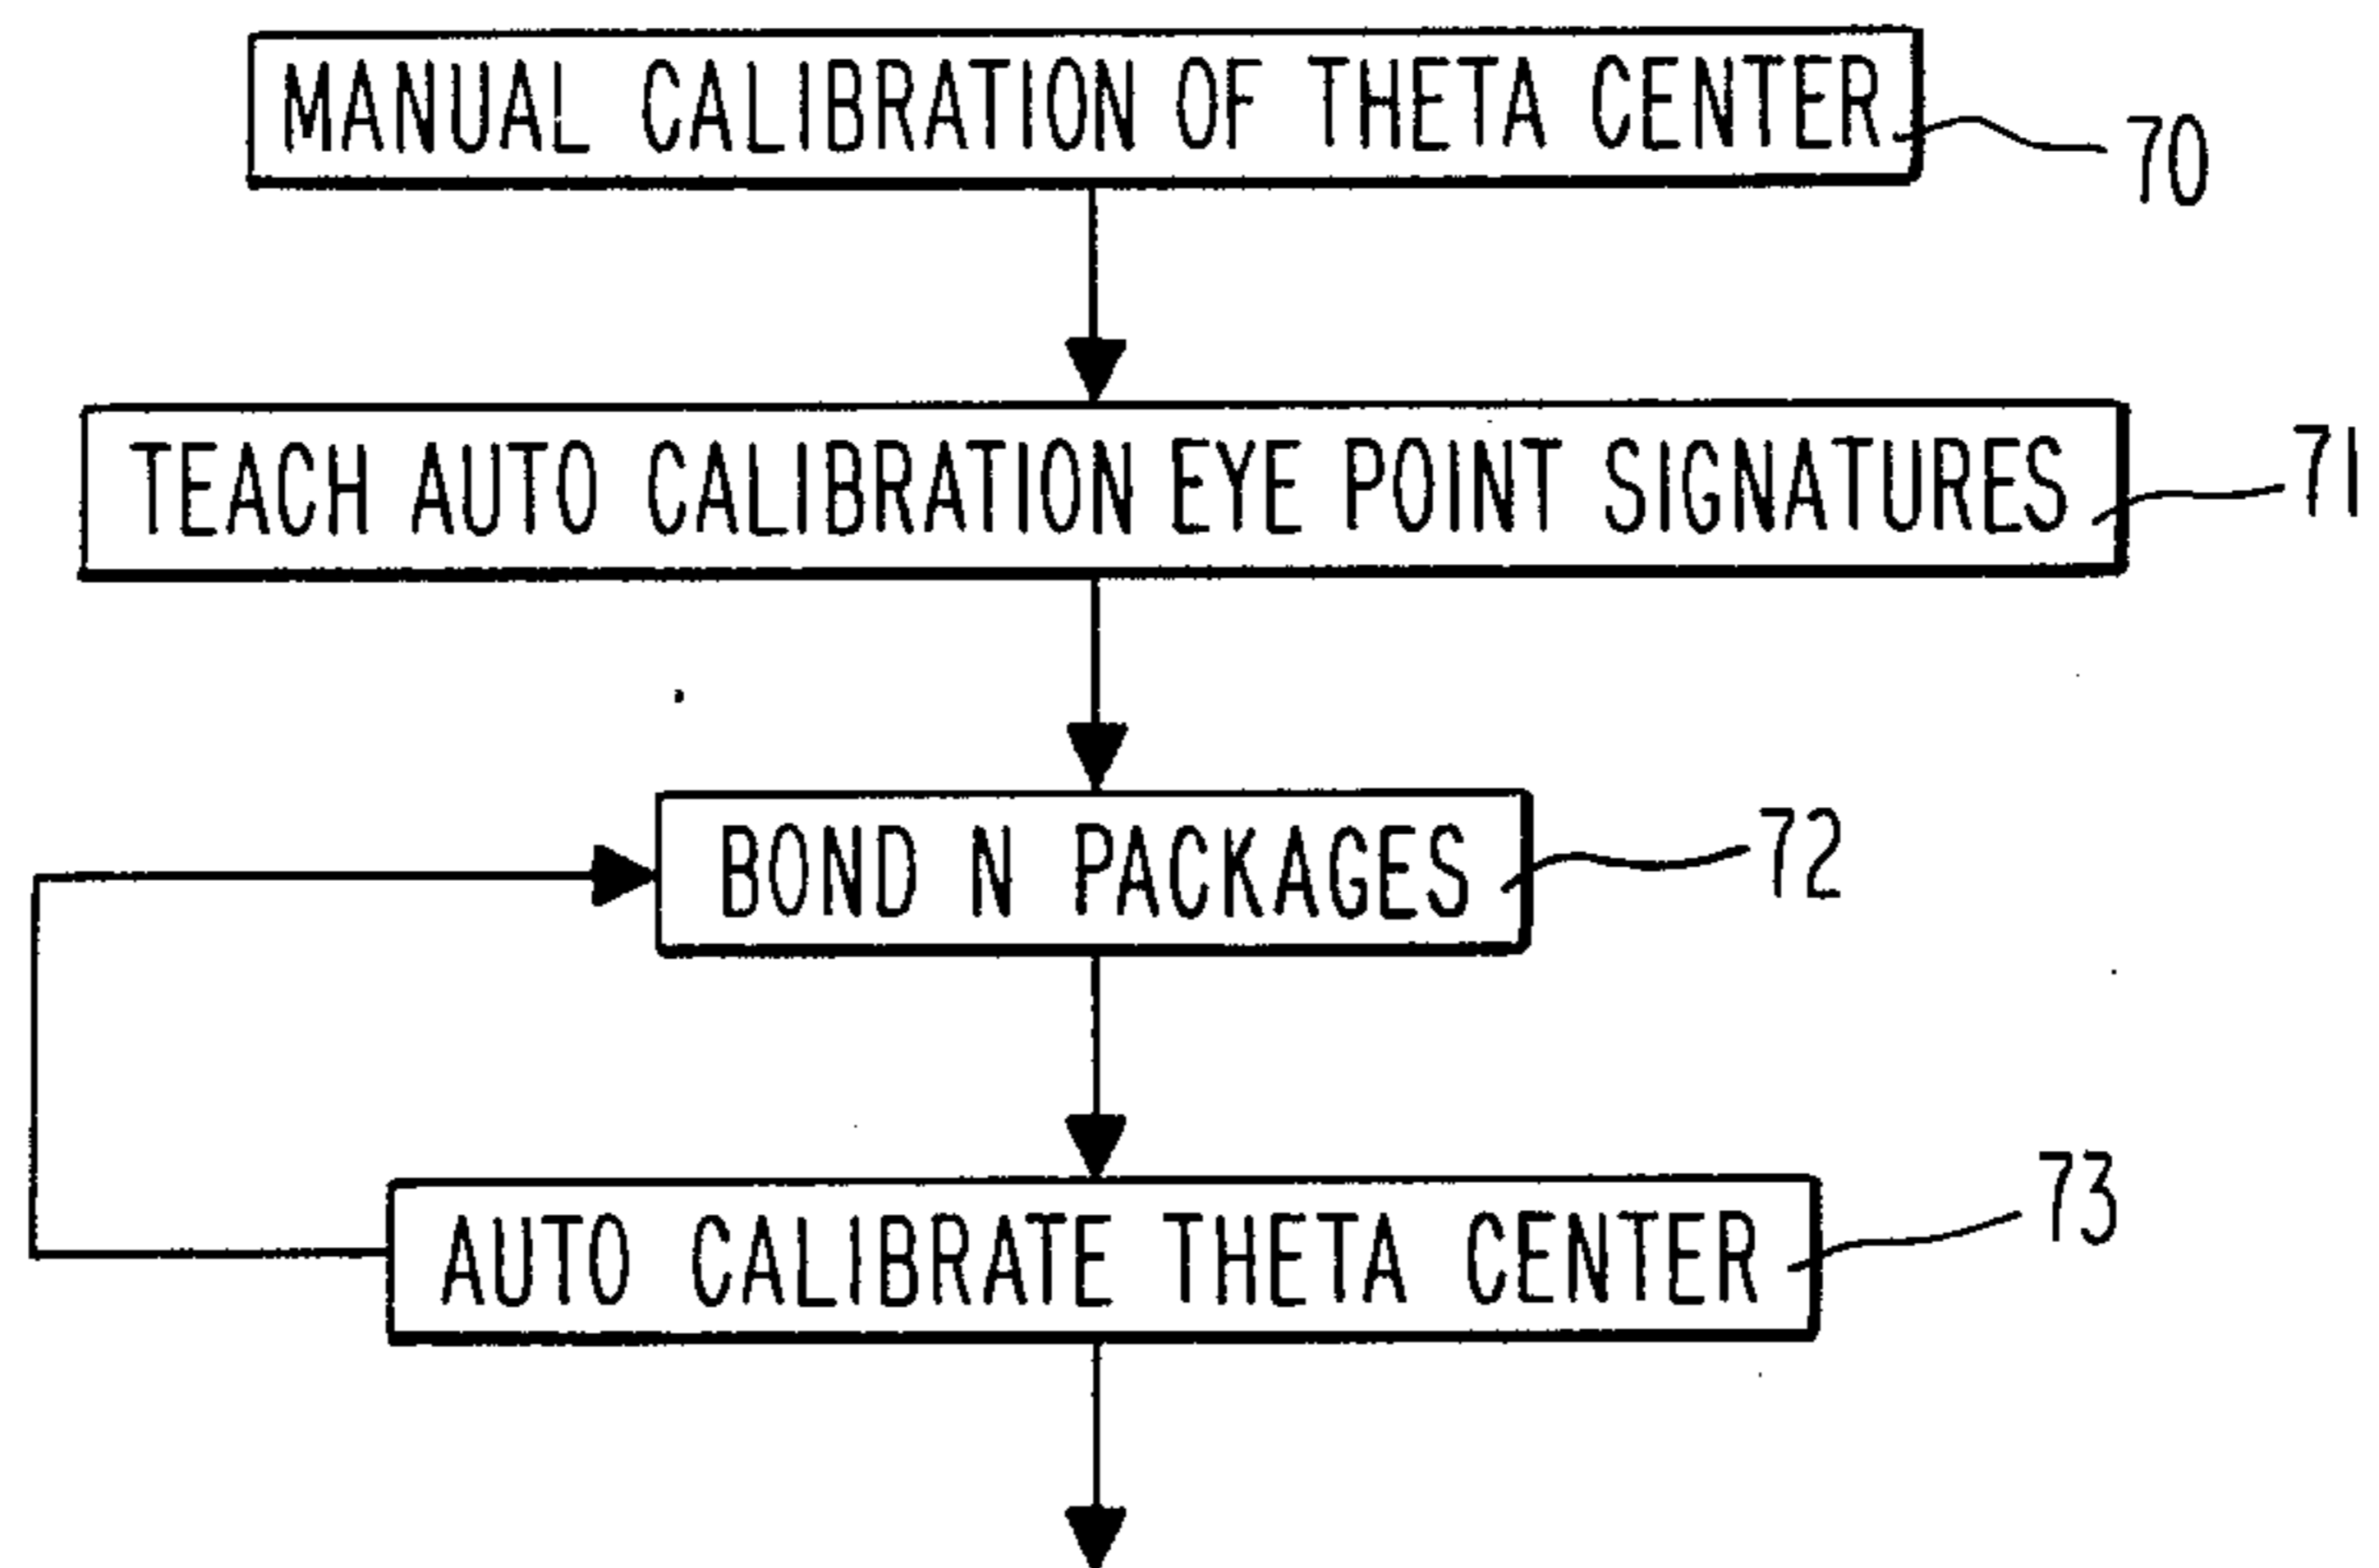 MANUAL CALIBRATION OF THETA CENTER
70
TEACH AUTO CALIBRATION EYE POINT SIGNATURES
71
BOND N PACKAGES
72
AUTO CALIBRATE THETA CENTER
73